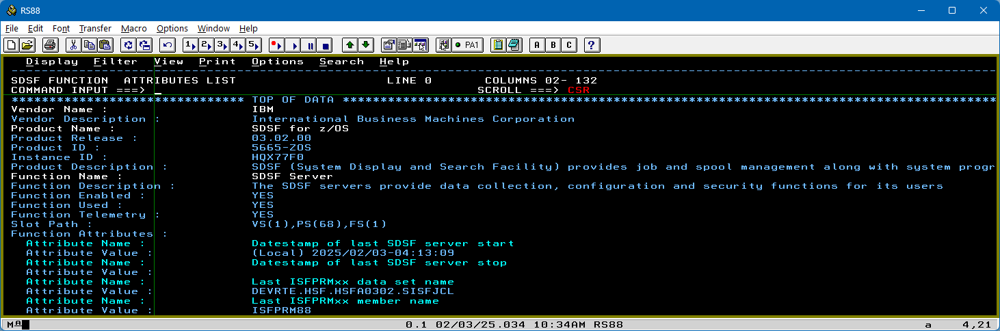 RS88
File Edit Font Transfer Macro Options Window Help
1 2 3 4 5 PA1 A B C ?
Display Filter View Print Options Search Help
SDSF FUNCTION ATTRIBUTES LIST LINE 0 COLUMNS 02- 132
COMMAND INPUT ===> _ SCROLL ===> CSR
******************************* TOP OF DATA ***************************************************************************************
Vendor Name : IBM
Vendor Description : International Business Machines Corporation
Product Name : SDSF for z/OS
Product Release : 03.02.00
Product ID : 5665-ZOS
Instance ID : HQX77F0
Product Description : SDSF (System Display and Search Facility) provides job and spool management along with system progr
Function Name : SDSF Server
Function Description : The SDSF servers provide data collection, configuration and security functions for its users
Function Enabled : YES
Function Used : YES
Function Telemetry : YES
Slot Path : VS(1),PS(68),FS(1)
Function Attributes :
Attribute Name : Datestamp of last SDSF server start
Attribute Value : (Local) 2025/02/03-04:13:09
Attribute Name : Datestamp of last SDSF server stop
Attribute Value :
Attribute Name : Last ISFPRMxx data set name
Attribute Value : DEVRTE.HSF.HSFA0302.SISFJCL
Attribute Name : Last ISFPRMxx member name
Attribute Value : ISFPRM88
M 0.1 02/03/25.034 10:34AM RS88 a 4,21